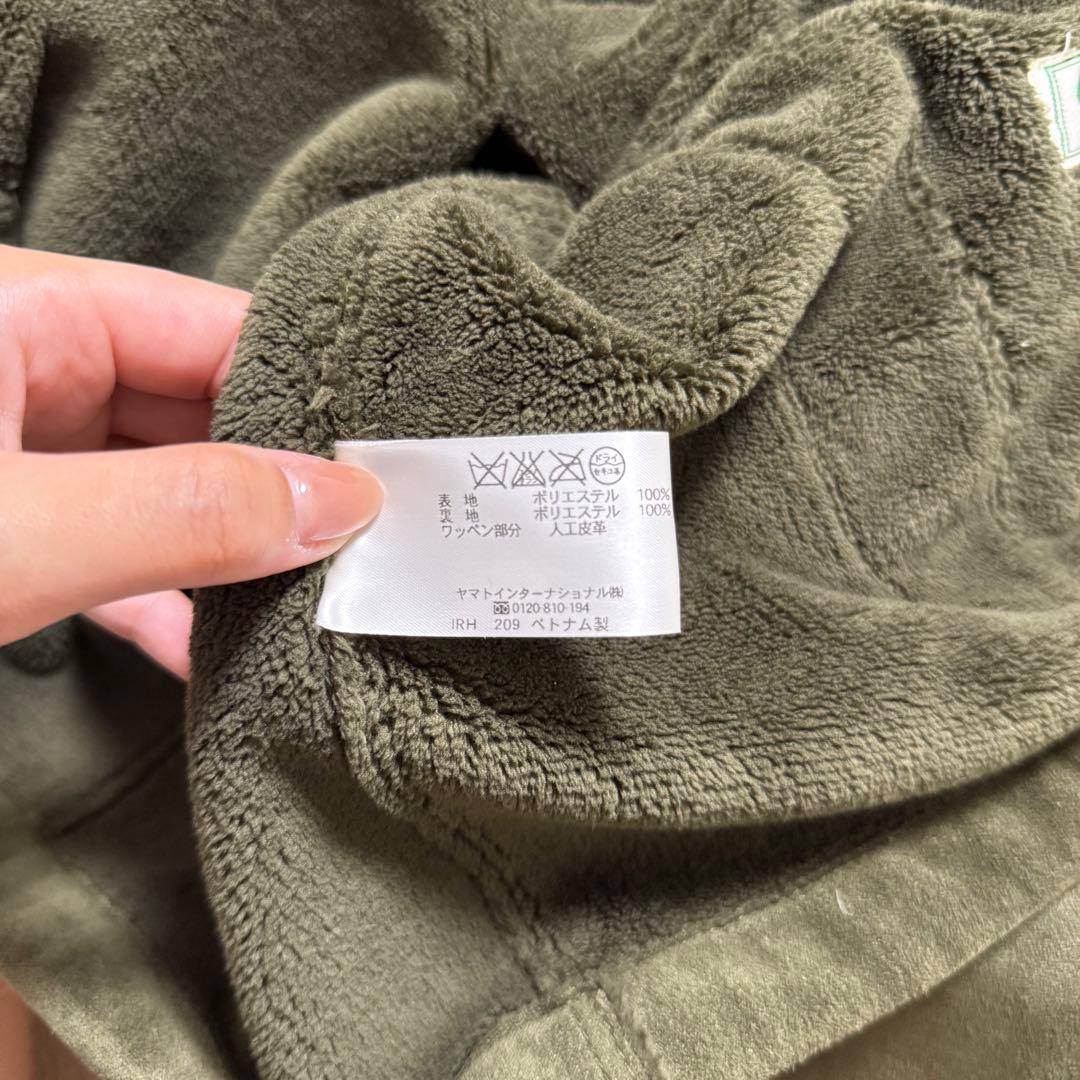 ドライ
セキユ系
表 地 ポリエステル 100%
裏 地 ポリエステル 100%
ワッペン部分 人工皮革
ヤマトインターナショナル㈱
0120-810-194
IRH 209 ベトナム製